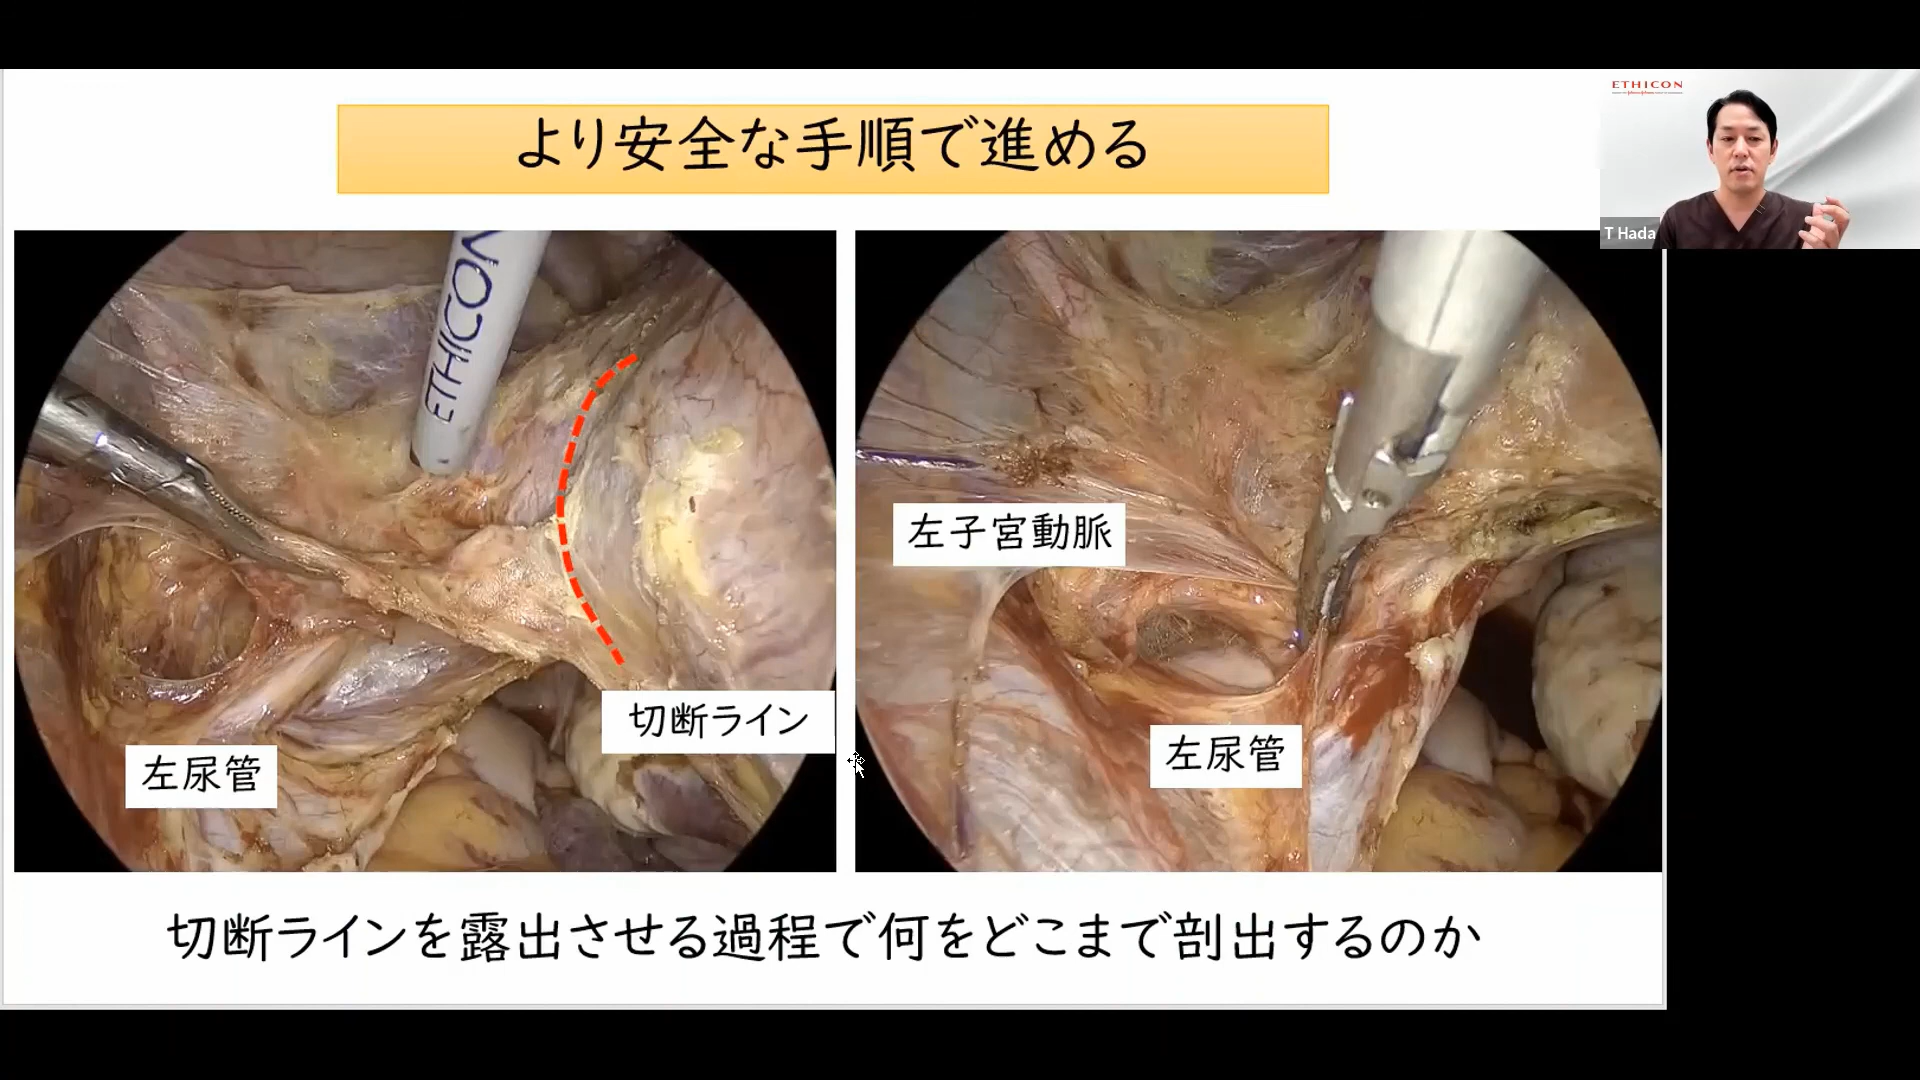 より安全な手順で進める
ETHICON
T Hada
ETHICON
切断ライン
左尿管
左子宮動脈
左尿管
切断ラインを露出させる過程で何をどこまで剖出するのか